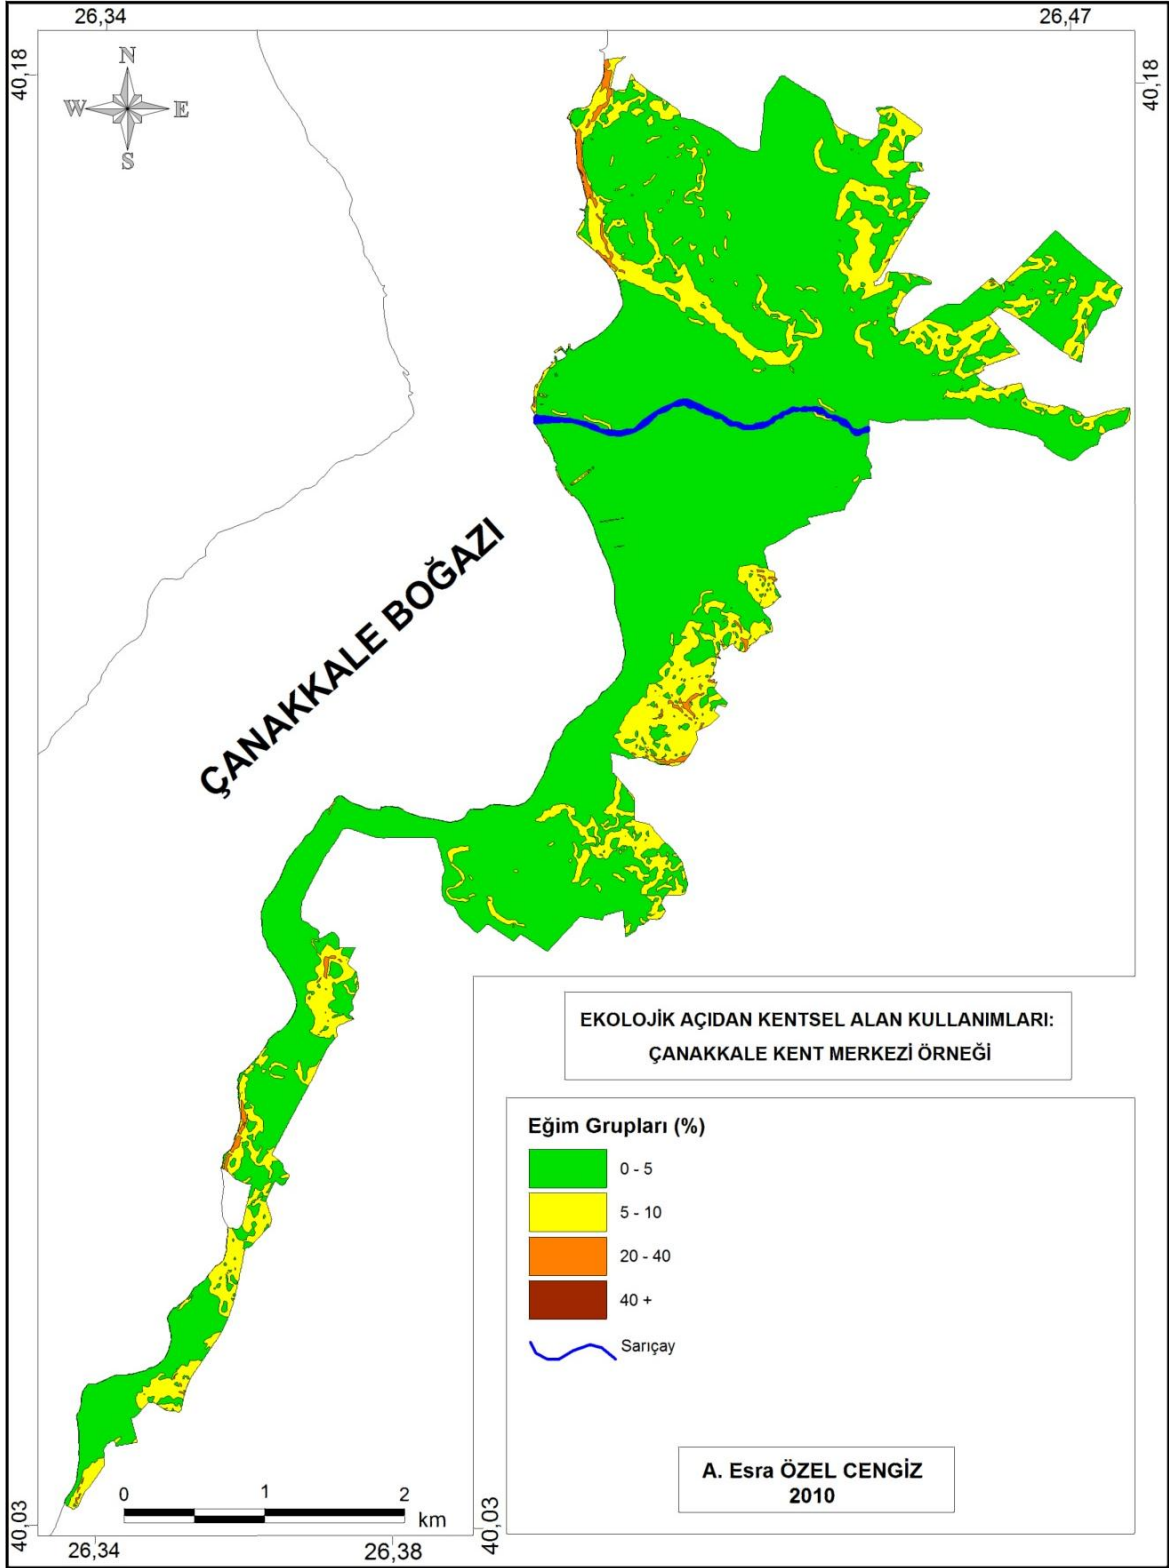 26,34
26,47
40,18
40,18
N
W
E
S
ÇANAKKALE BOĞAZI
EKOLOJİK AÇIDAN KENTSEL ALAN KULLANIMLARI:
ÇANAKKALE KENT MERKEZİ ÖRNEĞİ
Eğim Grupları (%)
0 - 5
5 - 10
20 - 40
40 +
Sarıçay
A. Esra ÖZEL CENGİZ
2010
0
1
2
km
40,03
40,03
26,34
26,38